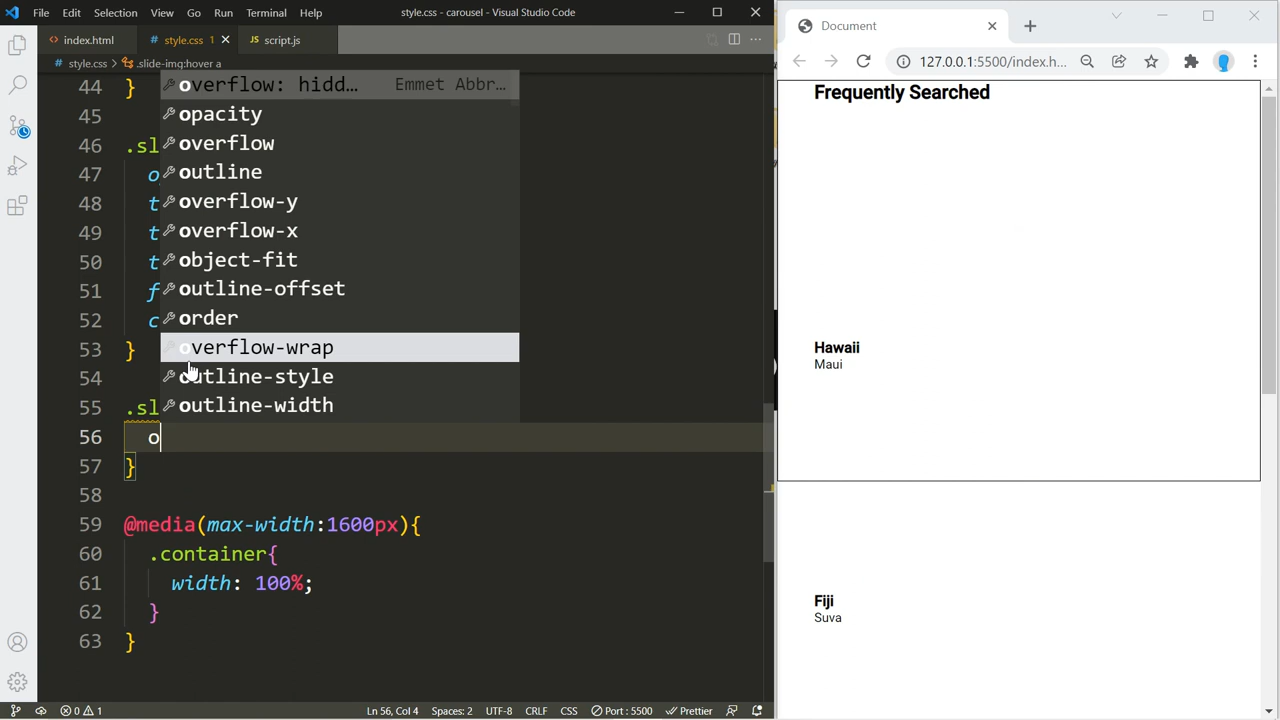 File Edit Selection View Go Run Terminal Help
style.css - carousel - Visual Studio Code
index.html
style.css 1
JS script.js
# style.css > .slide-img:hover a
44 }
45
46 .sl
47 o
48 t
49 t
50 t
51 f
52 c
53 }
54
55 .sl
56 o
57 }
58
59 @media(max-width:1600px){
60 .container{
61 width: 100%;
62 }
63 }
overflow: hidd... Emmet Abbr...
opacity
overflow
outline
overflow-y
overflow-x
object-fit
outline-offset
order
overflow-wrap
outline-style
outline-width
0 1
Ln 56, Col 4 Spaces: 2 UTF-8 CRLF CSS Port : 5500 Prettier
Document
127.0.0.1:5500/index.h...
Frequently Searched
Hawaii
Maui
Fiji
Suva